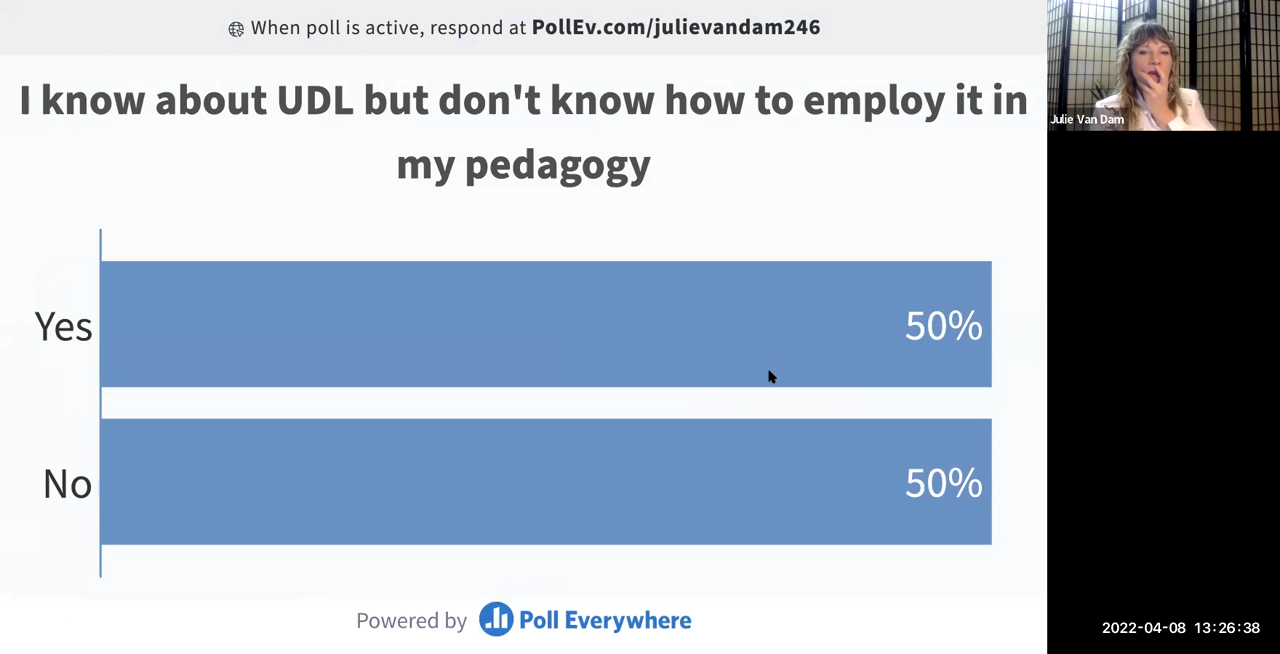 When poll is active, respond at PollEv.com/julievandam246
I know about UDL but don't know how to employ it in
my pedagogy
Yes
50%
No
50%
Powered by Poll Everywhere
Julie Van Dam
2022-04-08 13:26:38